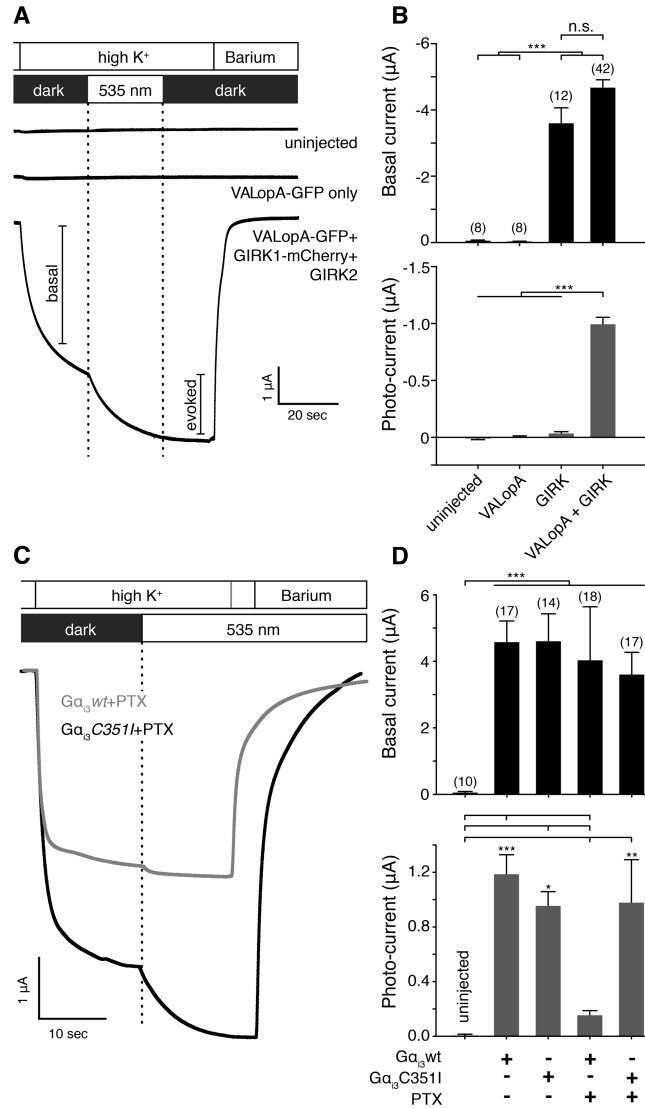 A
high K⁺ Barium
dark 535 nm dark
uninjected
VALopA-GFP only
VALopA-GFP+
GIRK1-mCherry+
GIRK2
basal
evoked
1 µA
20 sec
B
n.s.
***
(42)
(12)
(8) (8)
-6
-4
-2
0
Basal current (µA)
***
-1.5
-1.0
-0.5
0
Photo-current (µA)
uninjected
VALopA
GIRK
VALopA + GIRK
C
high K⁺ Barium
dark 535 nm
Gαi3wt+PTX
Gαi3C351I+PTX
1 µA
10 sec
D
***
(10) (17) (14) (18) (17)
6
4
2
0
Basal current (µA)
*** * **
1.2
0.8
0.4
0.0
Photo-current (µA)
uninjected
Gαi3wt + - + -
Gαi3C351I - + - +
PTX - - + +